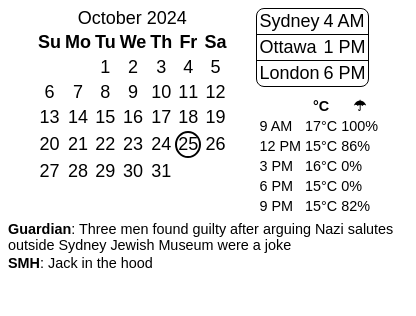 October 2024
Su Mo Tu We Th Fr Sa
1 2 3 4 5
6 7 8 9 10 11 12
13 14 15 16 17 18 19
20 21 22 23 24 25 26
27 28 29 30 31
Sydney 4 AM
Ottawa 1 PM
London 6 PM
°C ☂
9 AM 17°C 100%
12 PM 15°C 86%
3 PM 16°C 0%
6 PM 15°C 0%
9 PM 15°C 82%
Guardian: Three men found guilty after arguing Nazi salutes
outside Sydney Jewish Museum were a joke
SMH: Jack in the hood